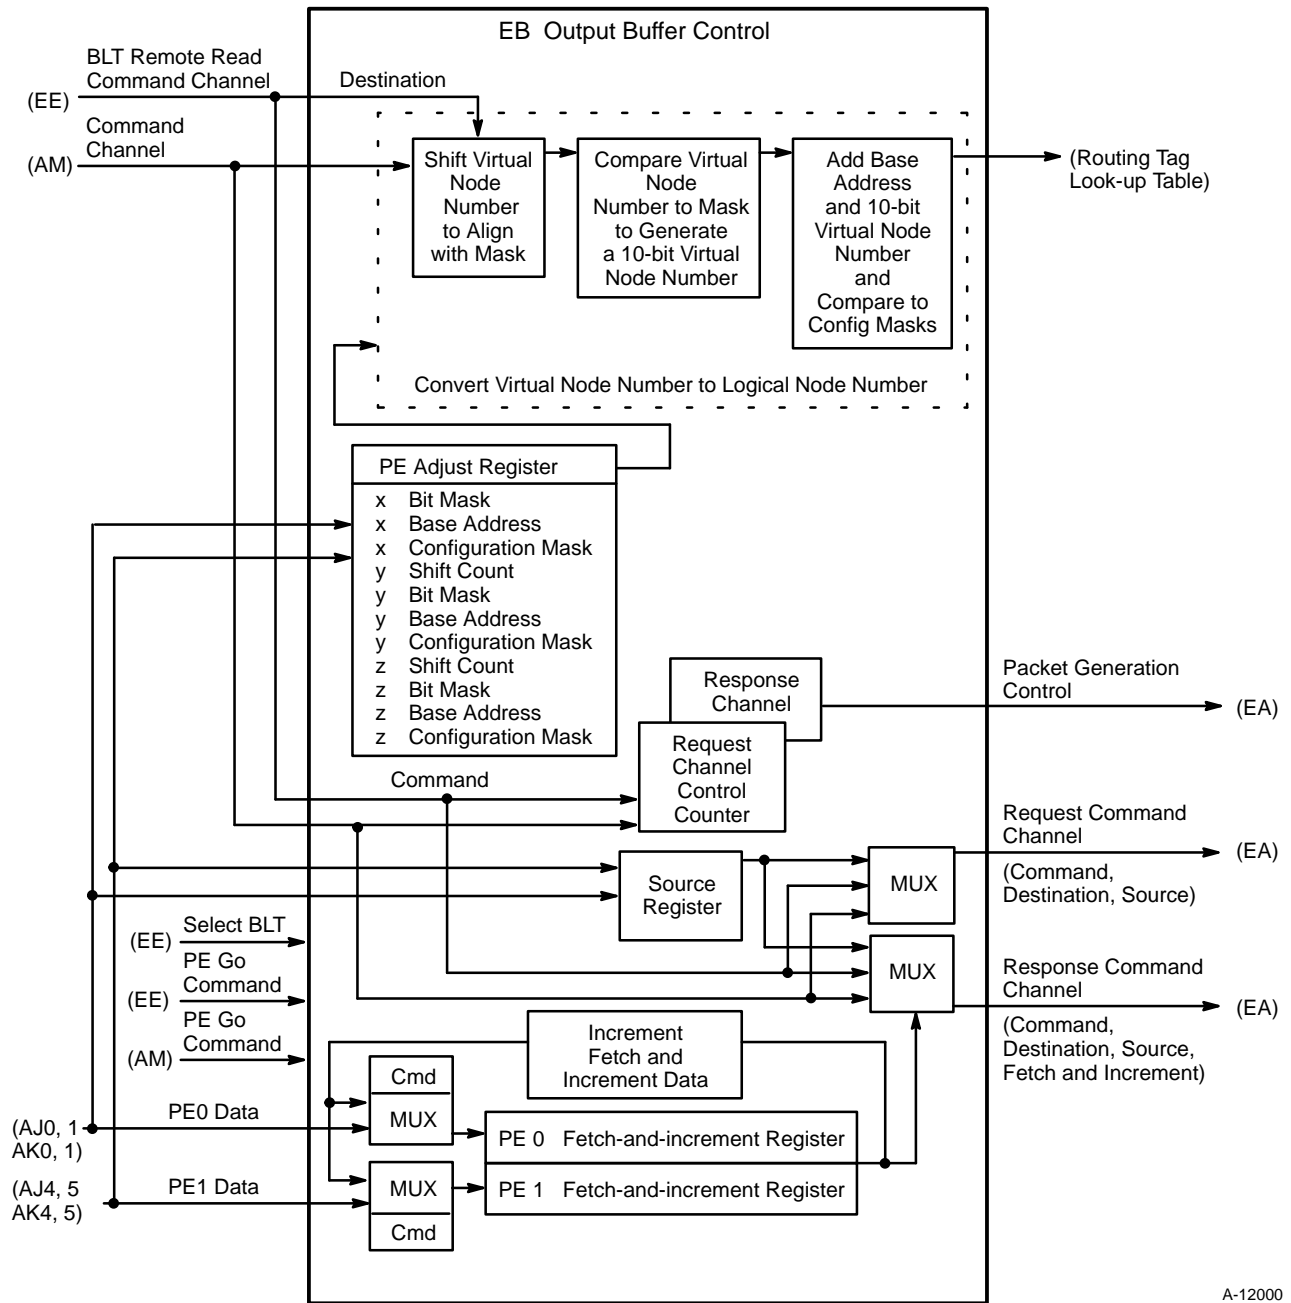 EB Output Buffer Control
BLT Remote Read
Command Channel
(EE)
Destination
Command
Channel
(AM)
Shift Virtual
Node
Number
to Align
with Mask
Compare Virtual
Node
Number to Mask
to Generate
a 10-bit Virtual
Node Number
Add Base
Address
and 10-bit
Virtual Node
Number
and
Compare to
Config Masks
(Routing Tag
Look-up Table)
Convert Virtual Node Number to Logical Node Number
PE Adjust Register
x Bit Mask
x Base Address
x Configuration Mask
y Shift Count
y Bit Mask
y Base Address
y Configuration Mask
z Shift Count
z Bit Mask
z Base Address
z Configuration Mask
Response
Channel
Request
Channel
Control
Counter
Packet Generation
Control
(EA)
Command
Source
Register
MUX
Request Command
Channel
(EA)
(Command,
Destination, Source)
MUX
Response Command
Channel
(EA)
(Command,
Destination, Source,
Fetch and Increment)
(EE)
Select BLT
(EE)
PE Go
Command
(AM)
PE Go
Command
Increment
Fetch and
Increment Data
Cmd
MUX
(AJ0, 1
AK0, 1)
PE0 Data
PE 0 Fetch-and-increment Register
PE 1 Fetch-and-increment Register
(AJ4, 5
AK4, 5)
PE1 Data
MUX
Cmd
A-12000